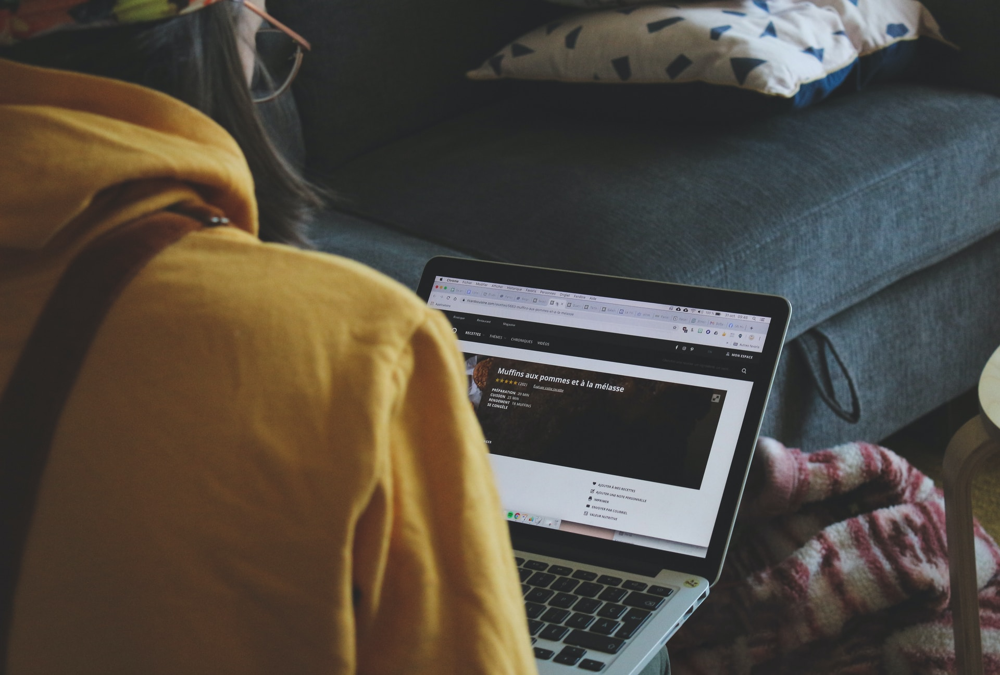 Chrome Fichier Modifier Afficher Historique Favoris Personnes Onglet Fenêtre Aide
100 % 31 oct. 09:46
ricardocuisine.com/recettes/5683-muffins-aux-pommes-et-a-la-melasse
Applications
Autres favoris
Boutique Restaurant Magazine
RECETTES THÈMES CHRONIQUES VIDÉOS
MON ESPACE
Muffins aux pommes et à la mélasse
(202) Évaluer cette recette
PRÉPARATION 20 MIN
CUISSON 25 MIN
RENDEMENT 18 MUFFINS
SE CONGÈLE
AGER
AJOUTER À MES RECETTES
AJOUTER UNE NOTE PERSONNELLE
IMPRIMER
ENVOYER PAR COURRIEL
VALEUR NUTRITIVE